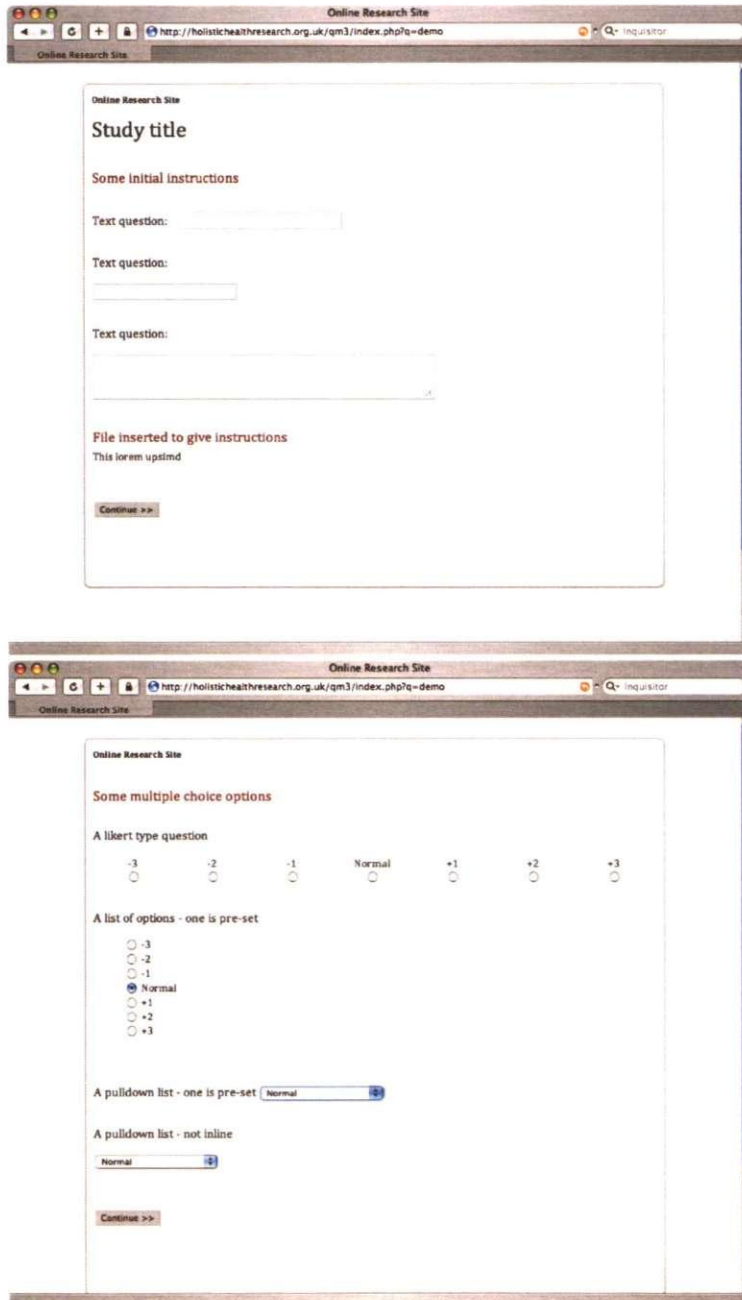 Online Research Site
http://holistichealthresearch.org.uk/qm3/index.php?q=demo
Q- Inquisitor
Online Research Site
Online Research Site
Study title
Some initial instructions
Text question:
Text question:
Text question:
File inserted to give instructions
This lorem upsimd
Continue >>
Online Research Site
http://holistichealthresearch.org.uk/qm3/index.php?q=demo
Q- Inquisitor
Online Research Site
Online Research Site
Some multiple choice options
A likert type question
-3 -2 -1 Normal +1 +2 +3
A list of options - one is pre-set
-3
-2
-1
Normal
+1
+2
+3
A pulldown list - one is pre-set Normal
A pulldown list - not inline
Normal
Continue >>